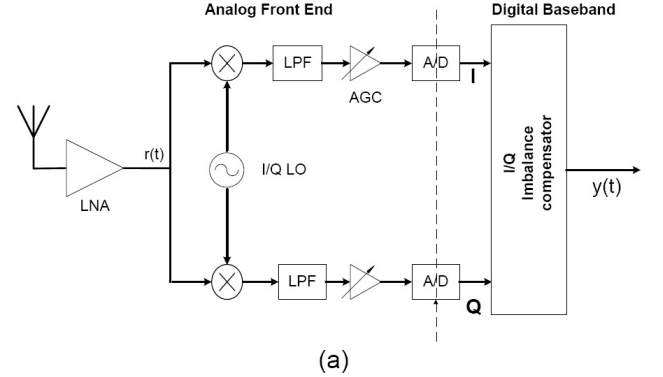 Analog Front End
Digital Baseband
LPF
A/D
AGC
I
r(t)
LNA
I/Q LO
I/Q
Imbalance
compensator
y(t)
LPF
A/D
Q
(a)